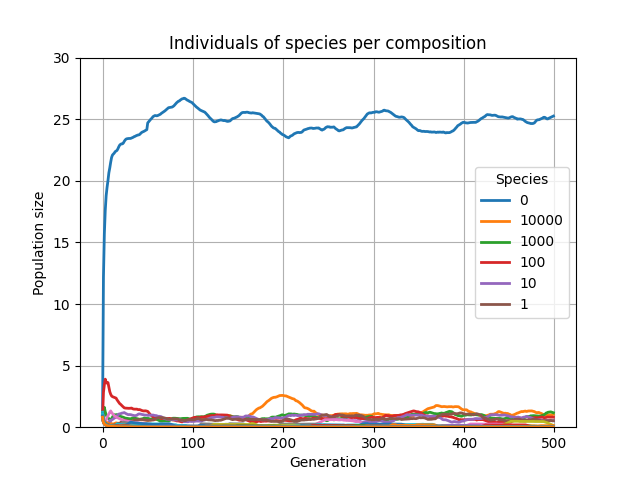 Individuals of species per composition
30
25
20
15
10
5
0
Population size
Species
0
10000
1000
100
10
1
0 100 200 300 400 500
Generation